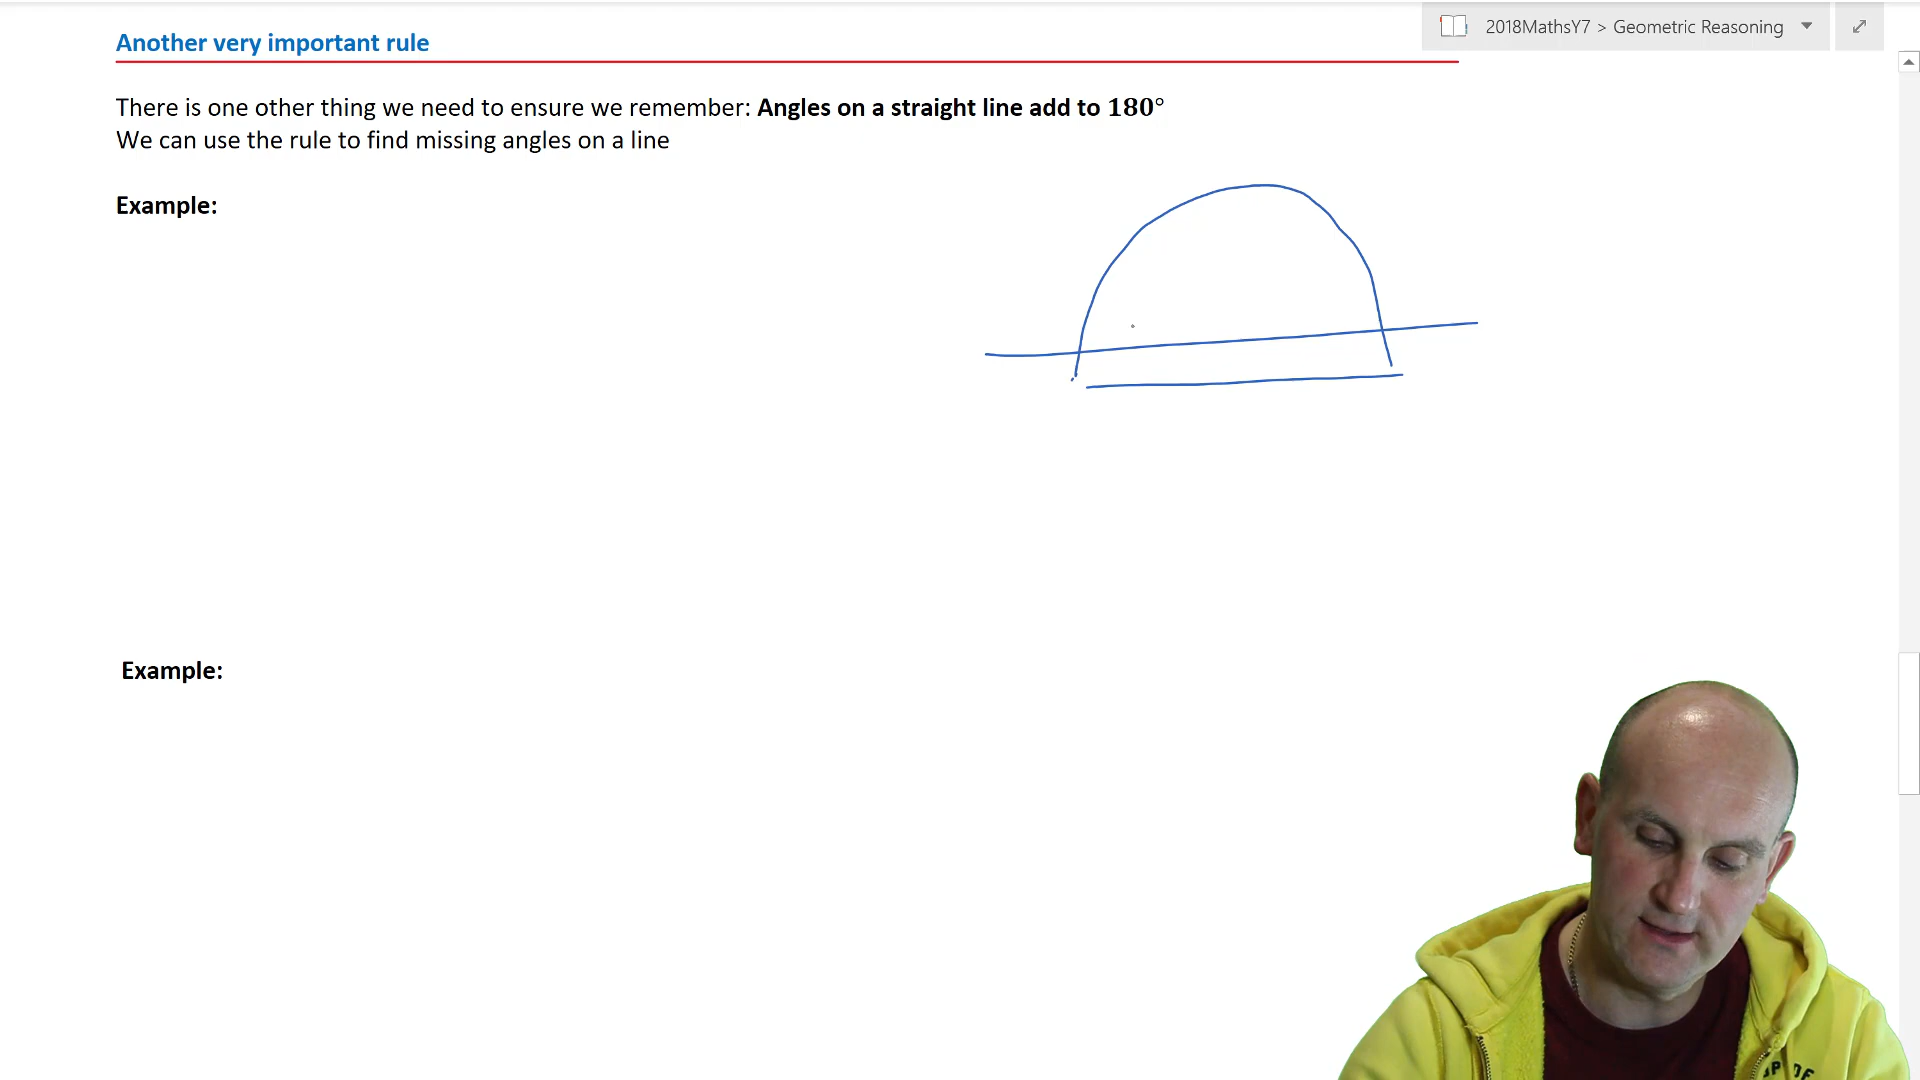 Another very important rule
2018MathsY7 > Geometric Reasoning
There is one other thing we need to ensure we remember: Angles on a straight line add to 180°
We can use the rule to find missing angles on a line
Example:
Example: